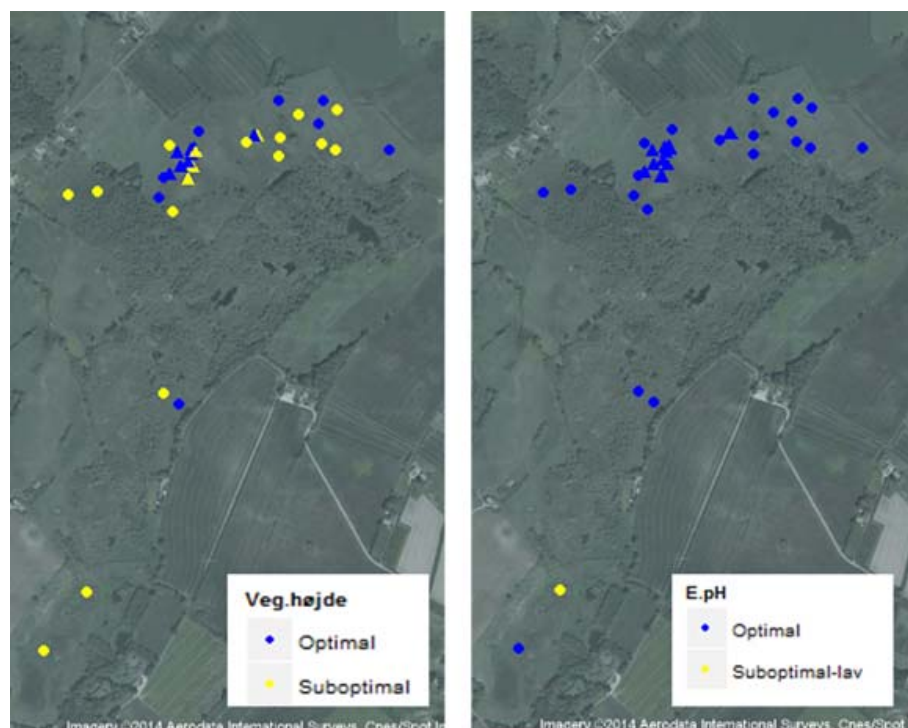 Veg.højde
Optimal
Suboptimal
Imagery ©2014 Aerodata International Surveys, Cnes/Spot In
E.pH
Optimal
Suboptimal-lav
Imagery ©2014 Aerodata International Surveys, Cnes/Spot I